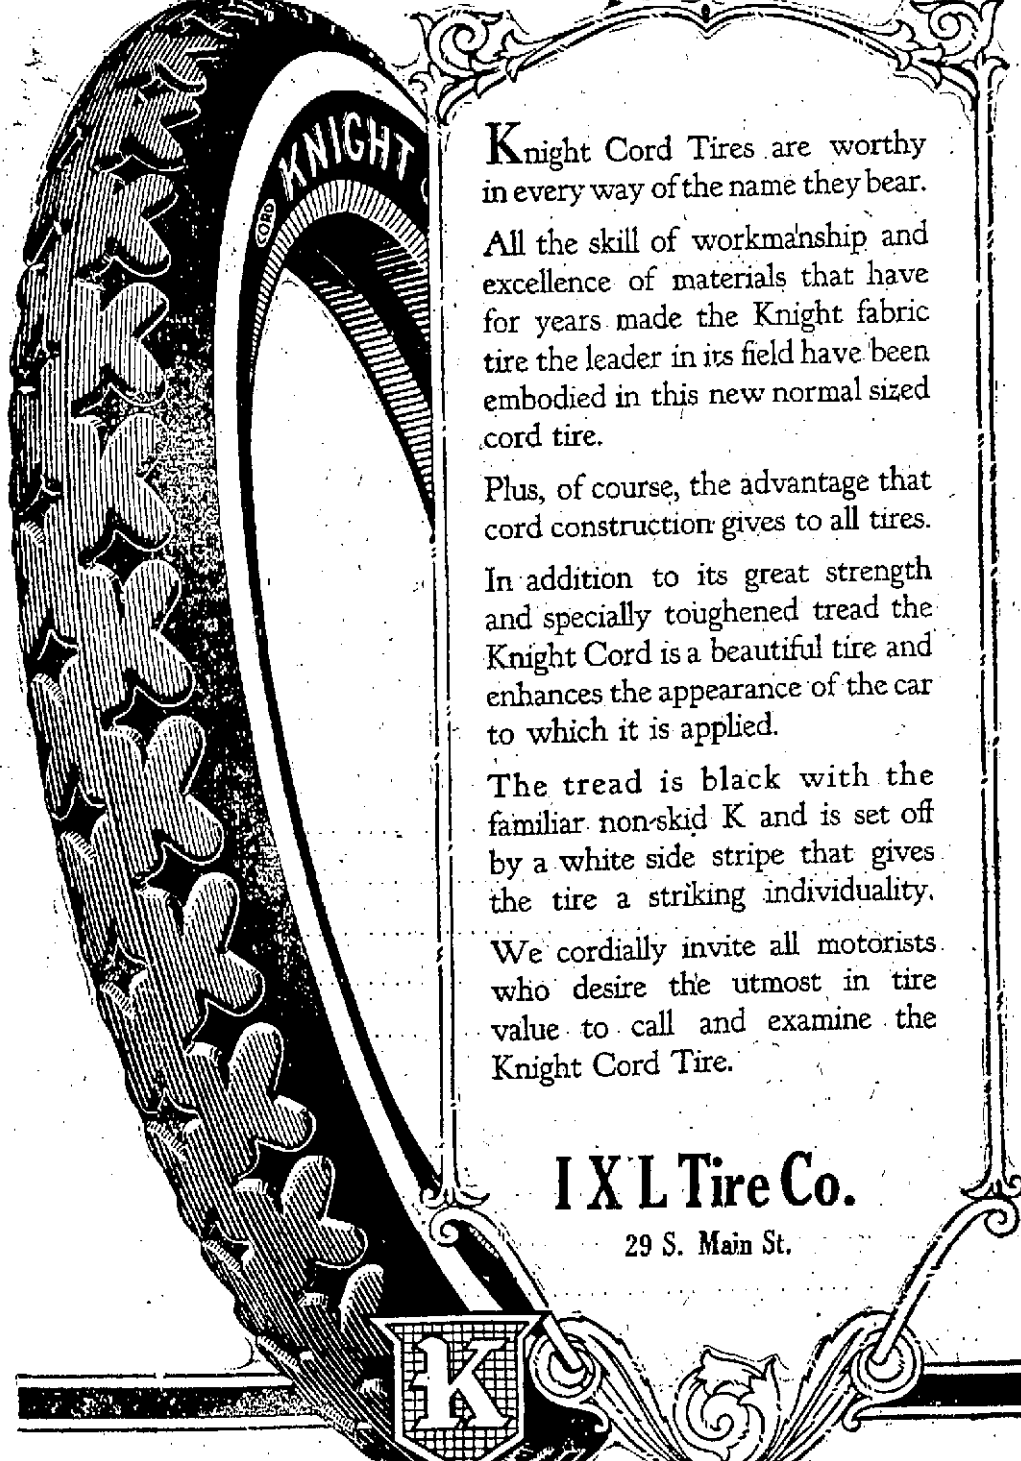 KNIGHT
CORD
Knight Cord Tires are worthy
in every way of the name they bear.
All the skill of workmanship and
excellence of materials that have
for years made the Knight fabric
tire the leader in its field have been
embodied in this new normal sized
cord tire.
Plus, of course, the advantage that
cord construction gives to all tires.
In addition to its great strength
and specially toughened tread the
Knight Cord is a beautiful tire and
enhances the appearance of the car
to which it is applied.
The tread is black with the
familiar non-skid K and is set off
by a white side stripe that gives
the tire a striking individuality.
We cordially invite all motorists
who desire the utmost in tire
value to call and examine the
Knight Cord Tire.
I X L Tire Co.
29 S. Main St.
K